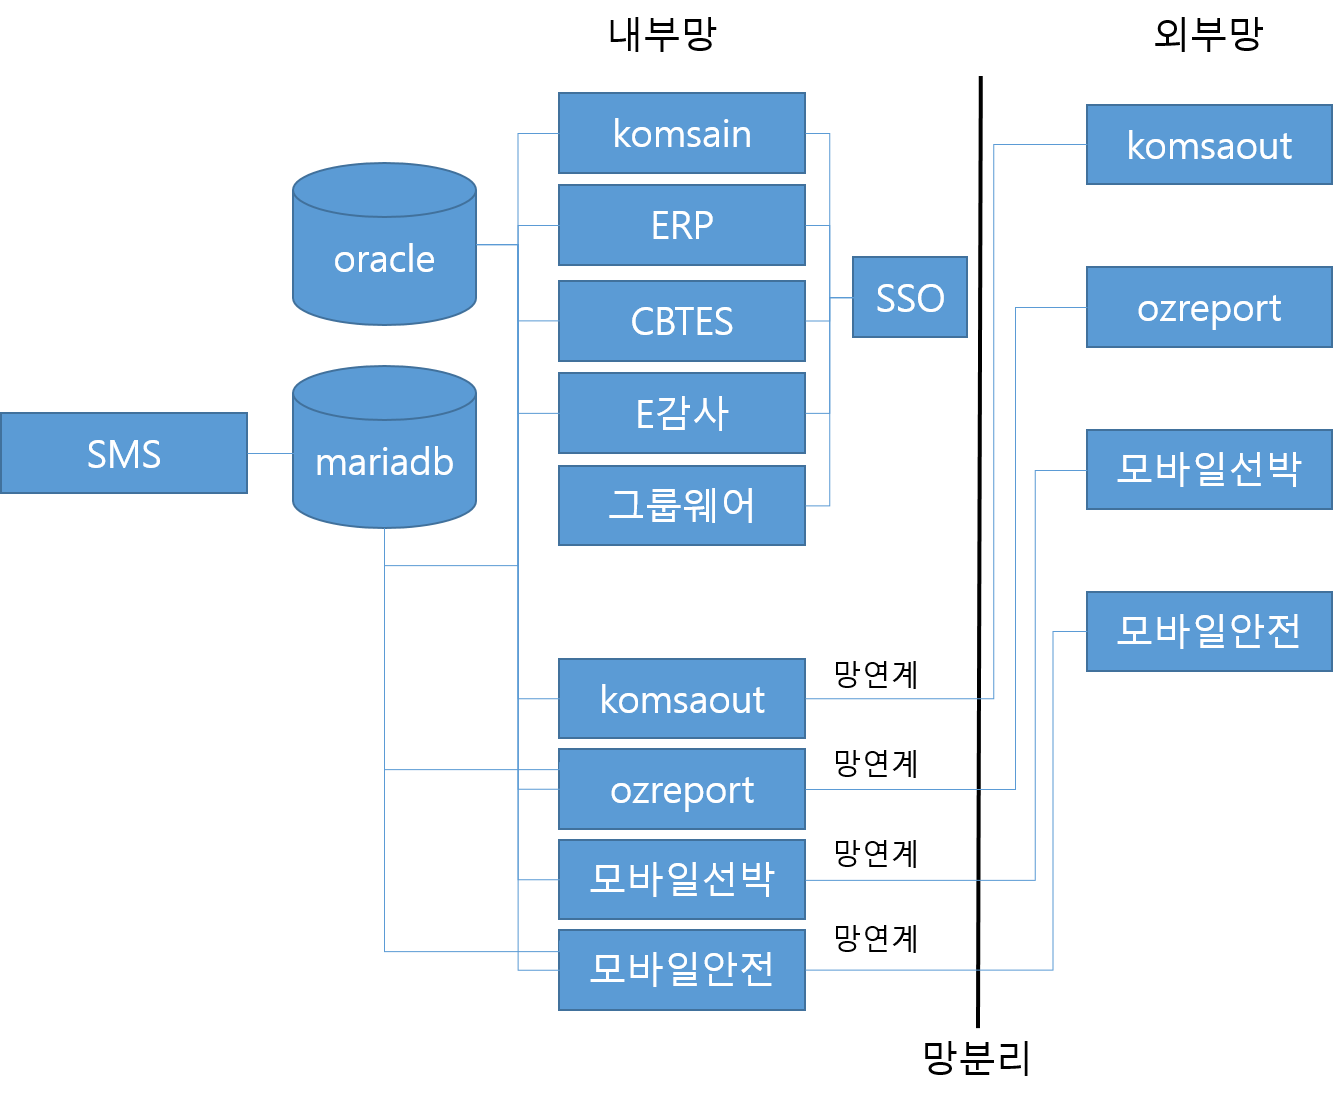 내부망
외부망
komsain
ERP
CBTES
E감사
그룹웨어
SSO
oracle
mariadb
SMS
komsaout
ozreport
모바일선박
모바일안전
망연계
망연계
망연계
망연계
komsaout
ozreport
모바일선박
모바일안전
망분리